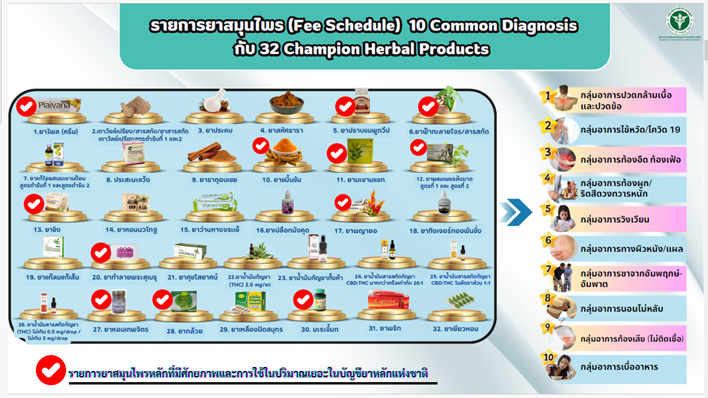 รายการยาสมุนไพร (Fee Schedule) 10 Common Diagnosis
กับ 32 Champion Herbal Products
Plaivana
1.ยาไพล (ครีม)
2.เถาวัลย์เปรียง/สารสกัด/ยาสารสกัด
เถาวัลย์เปรียงสูตรตำรับที่ 1 และ2
3. ยาประคบ
4. ยาสหัศธารา
5. ยาปราบชมพูทวีป
6.ยาฟ้าทะลายโจร/สารสกัด
7. ยาแก้ไอผสมมะขามป้อม
สูตรตำรับที่ 1 และสูตรตำรับ 2
8. ประสะมะแว้ง
9. ยาธาตุอบเชย
10. ยาขมิ้นชัน
11. ยามะขามแขก
12. ยาผสมเพชรสังฆาต
สูตรที่ 1 และ สูตรที่ 2
13. ยาขิง
14. ยาหอมนวโกฐ
15. ยาว่านหางจระเข้
16. ยาเปลือกมังคุด
17. ยาพญายอ
18. ยาทิงเจอร์ทองพันชั่ง
19. ยาแก้ลมแก้เส้น
20. ยาทำลายพระสุเมรุ
21. ยาศุขไสยาศน์
22.ยาน้ำมันกัญชา
(THC) 2.0 mg/ml
23. ยาน้ำมันกัญชาทั้งห้า
24. ยาน้ำมันสารสกัดกัญชา
CBD:THC มากกว่าหรือเท่ากับ 20:1
25. ยาน้ำมันสารสกัดกัญชา
CBD:THC ในอัตราส่วน 1:1
26. ยาน้ำมันสารสกัดกัญชา
(THC) ไม่เกิน 0.5 mg/drop /
ไม่เกิน 3 mg/drop
27. ยาหอมเทพจิตร
28. ยากล้วย
29. ยาเหลืองปิดสมุทร
30. มะระขี้นก
31. ยาพริก
32. ยาเขียวหอม
รายการยาสมุนไพรหลักที่มีศักยภาพและการใช้ในปริมาณเยอะในบัญชียาหลักแห่งชาติ
1 กลุ่มอาการปวดกล้ามเนื้อ
และปวดข้อ
2 กลุ่มอาการไข้หวัด/โควิด 19
3 กลุ่มอาการท้องอืด ท้องเฟ้อ
4 กลุ่มอาการท้องผูก/
ริดสีดวงทวารหนัก
5 กลุ่มอาการวิงเวียน
6 กลุ่มอาการทางผิวหนัง/แผล
7 กลุ่มอาการชาจากอัมพฤกษ์-
อัมพาต
8 กลุ่มอาการนอนไม่หลับ
9 กลุ่มอาการท้องเสีย (ไม่ติดเชื้อ)
10 กลุ่มอาการเบื่ออาหาร